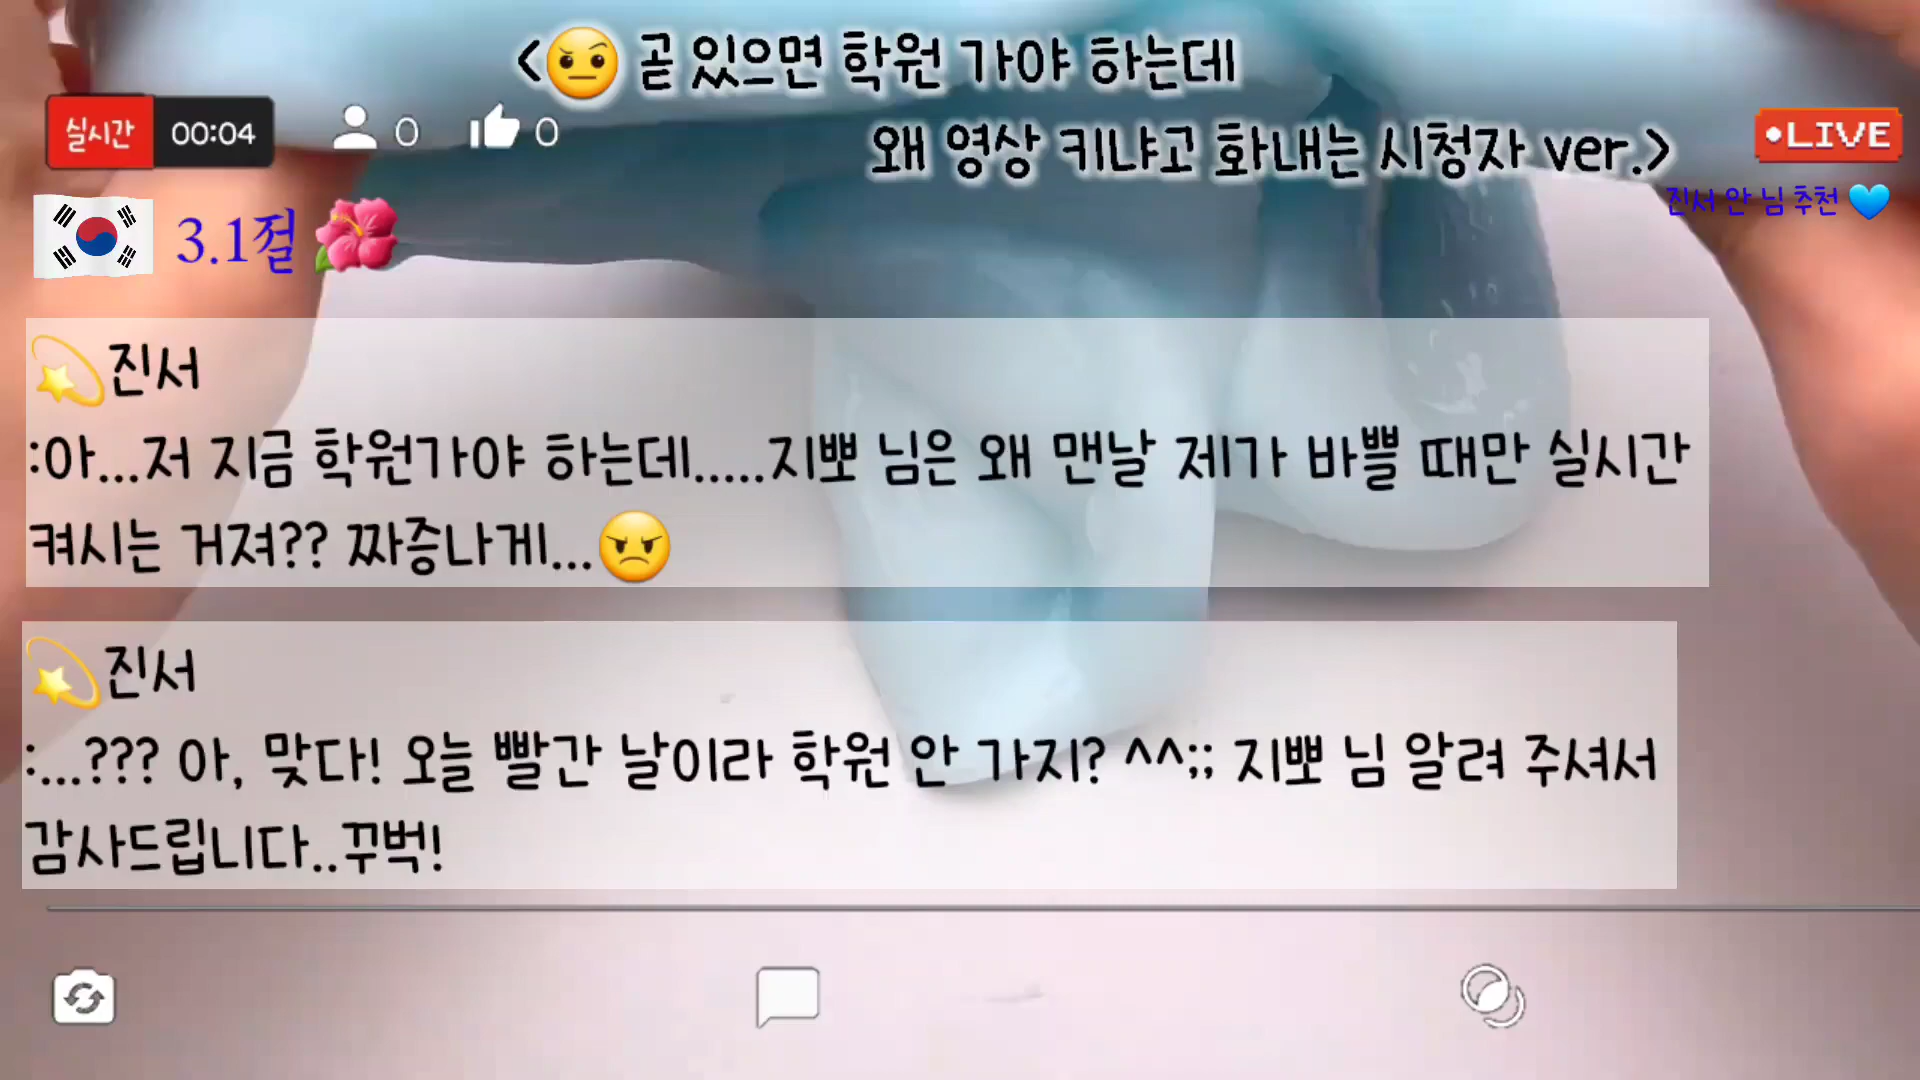 <🤨 곧 있으면 학원 가야 하는데
왜 영상 키냐고 화내는 시청자 ver.>
실시간 00:04 0 0
•LIVE
진서 안 님 추천 💙
🇰🇷 3.1절 🌺
💫진서
:아...저 지금 학원가야 하는데.....지뽀 님은 왜 맨날 제가 바쁠 때만 실시간
켜시는 거져?? 짜증나게...😠
💫진서
:...??? 아, 맞다! 오늘 빨간 날이라 학원 안 가지? ^^;; 지뽀 님 알려 주셔서
감사드립니다..꾸벅!